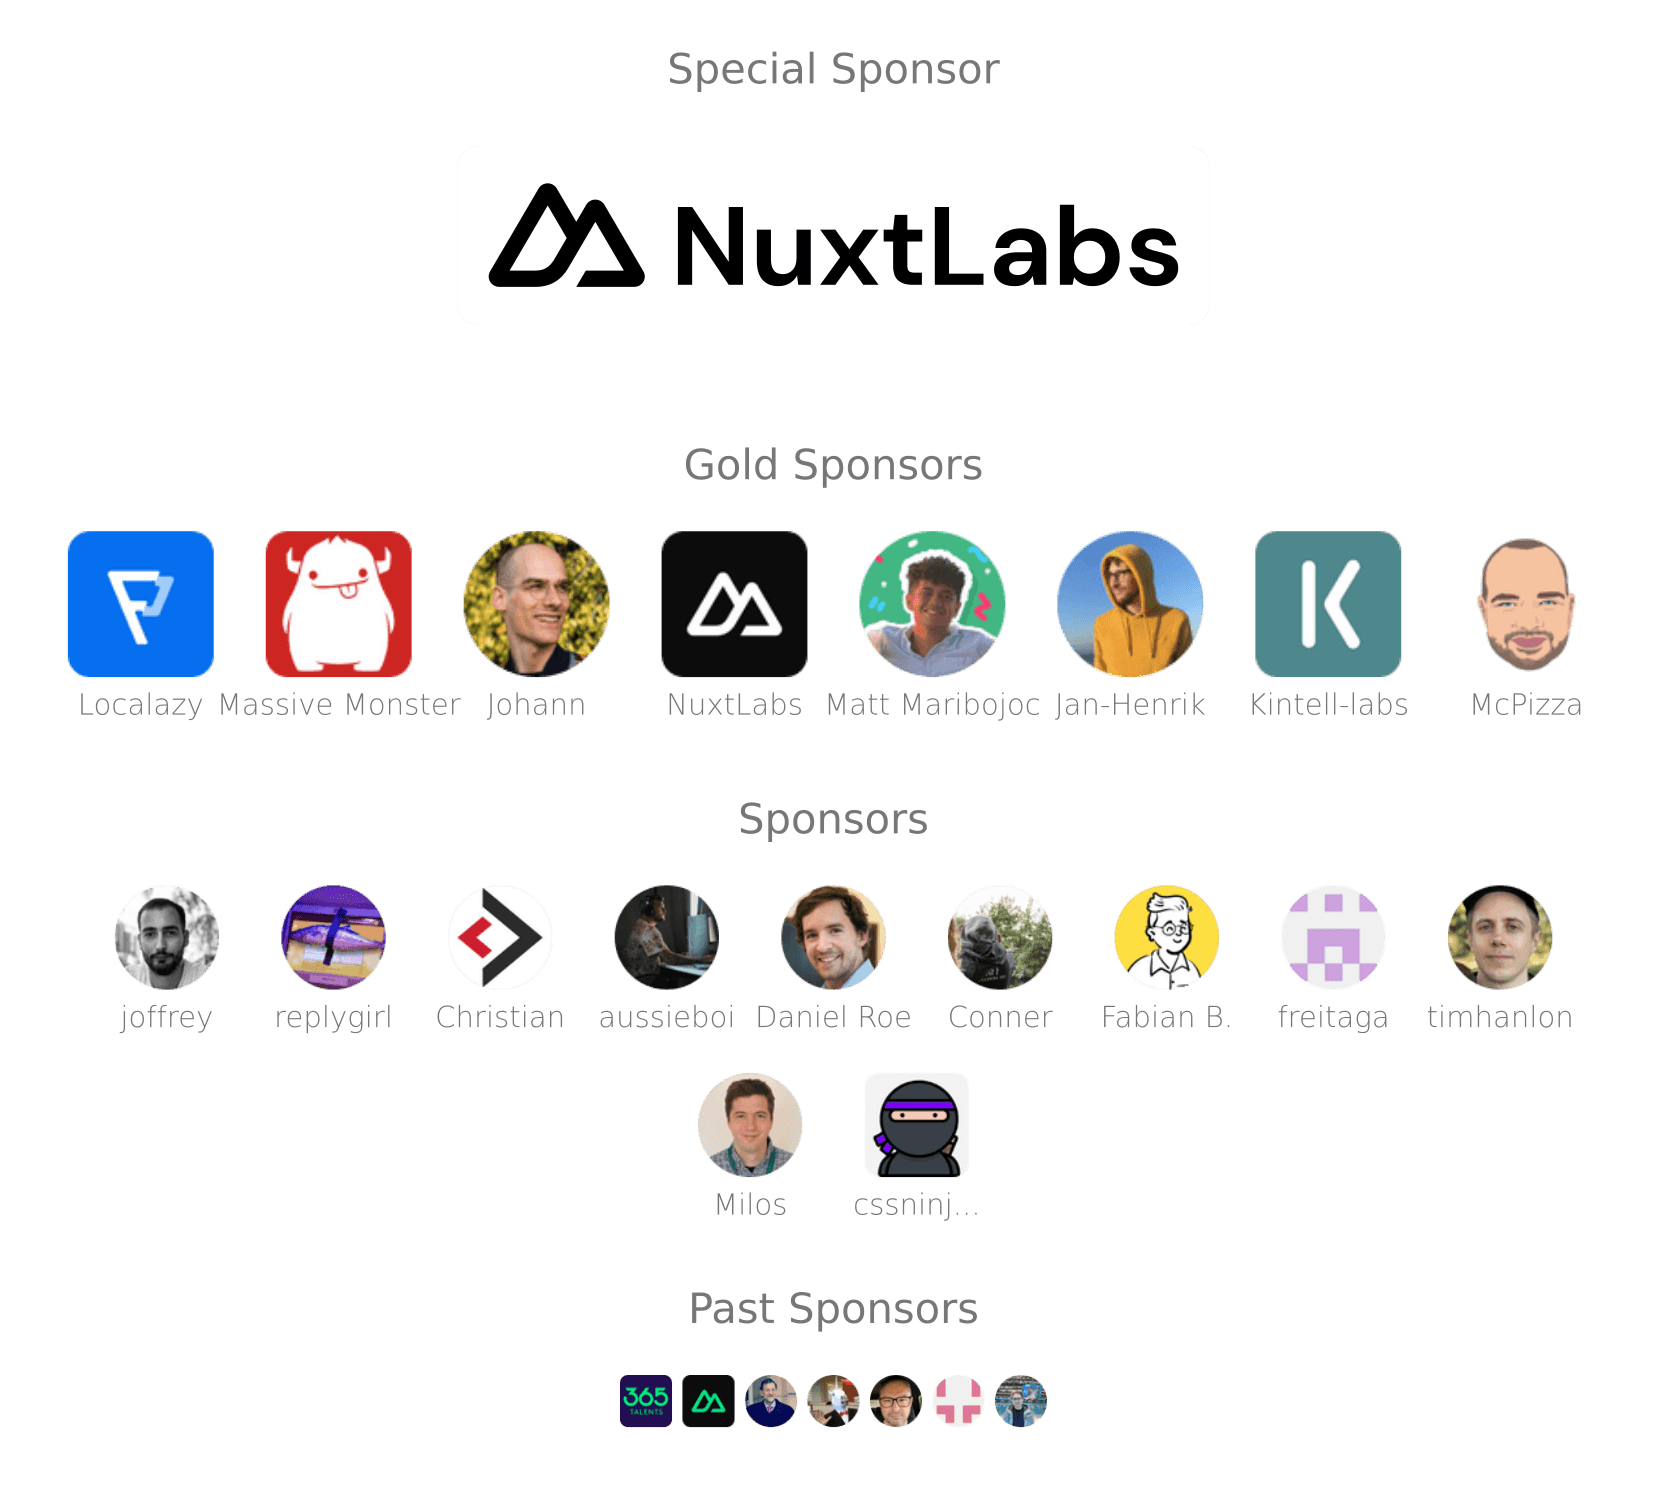 Special Sponsor
NuxtLabs
Gold Sponsors
Localazy Massive Monster Johann NuxtLabs Matt Maribojoc Jan-Henrik Kintell-labs McPizza
Sponsors
joffrey replygirl Christian aussieboi Daniel Roe Conner Fabian B. freitaga timhanlon
Milos cssninj...
Past Sponsors
365
TALENTS